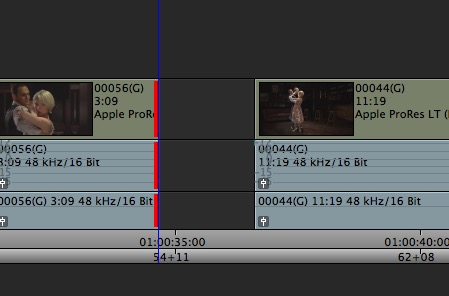 00056(G)
3:09
Apple ProR
00044(G)
11:19
Apple ProRes LT (
00056(G)
3:09 48 kHz/16 Bit
00044(G)
11:19 48 kHz/16 Bit
00056(G) 3:09 48 kHz/16 Bit
00044(G) 11:19 48 kHz/16 Bit
01:00:35:00
01:00:40:00
54+11
62+08